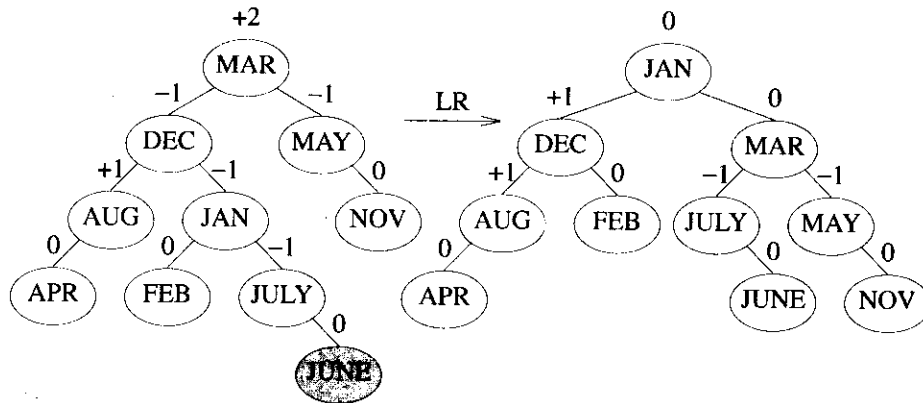 +2 0
MAR JAN
−1 −1 LR +1 0
DEC MAY DEC MAR
+1 −1 0 +1 0 −1 −1
AUG JAN NOV AUG FEB JULY MAY
0 0 −1 0 0 0
APR FEB JULY APR JUNE NOV
0
JUNE